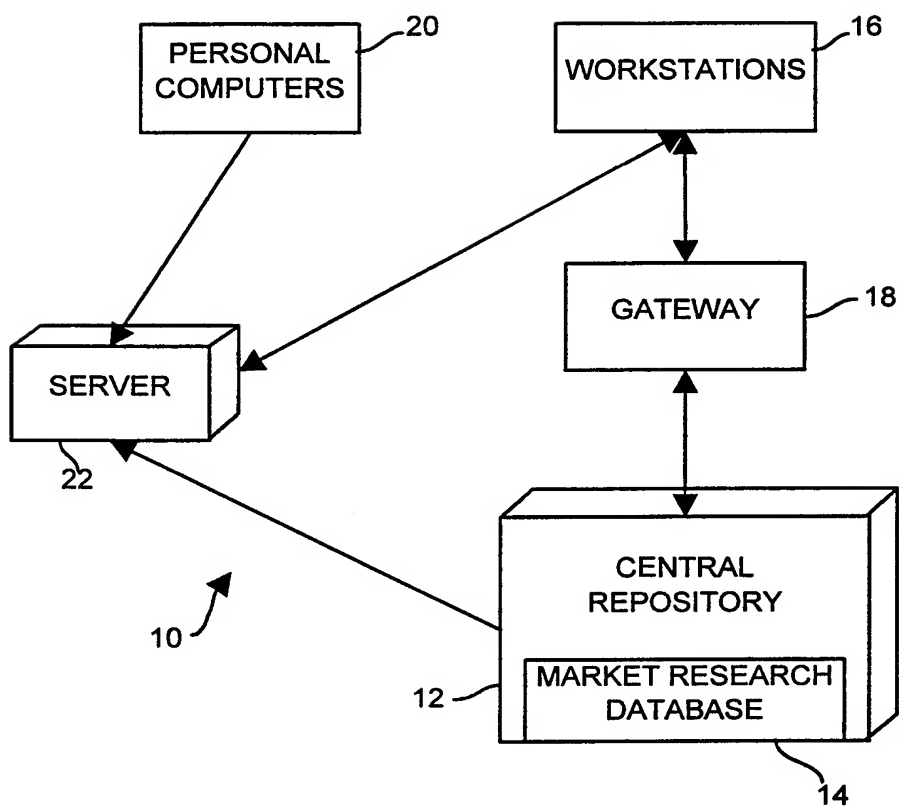 20
PERSONAL
COMPUTERS
16
WORKSTATIONS
GATEWAY
18
SERVER
22
CENTRAL
REPOSITORY
10
12
MARKET RESEARCH
DATABASE
14